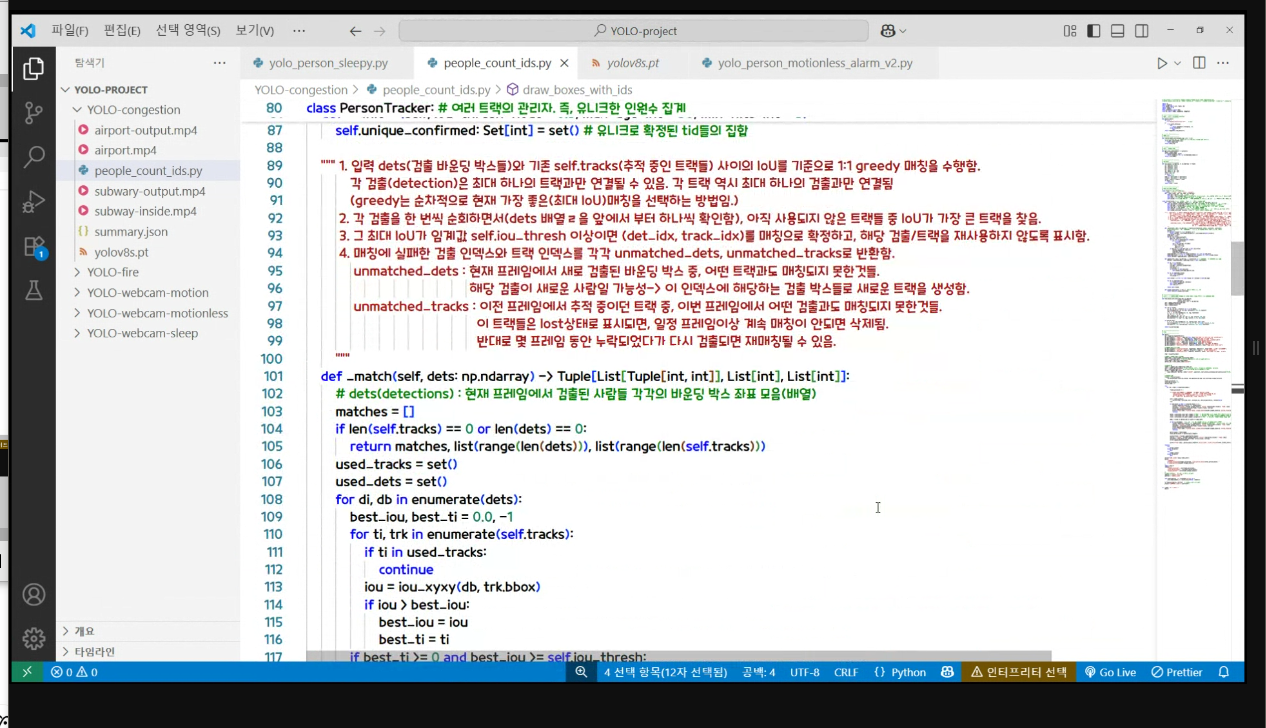 파일(F) 편집(E) 선택 영역(S) 보기(V) ··· YOLO-project
탐색기 ···
yolo_person_sleepy.py people_count_ids.py yolov8s.pt yolo_person_motionless_alarm_v2.py
YOLO-PROJECT
YOLO-congestion
airport-output.mp4
airport.mp4
people_count_ids.py
subwary-output.mp4
subway-inside.mp4
summary.json
yolov8s.pt
YOLO-fire
YOLO-webcam-motion
YOLO-webcam-motionless
YOLO-webcam-sleep
개요
타임라인
YOLO-congestion > people_count_ids.py > draw_boxes_with_ids
80 class PersonTracker: # 여러 트랙의 관리자. 즉, 유니크한 인원수 집계
87 self.unique_confirmed: Set[int] = set() # 유니크로 확정된 tid들의 집합
88
89 """ 1. 입력 dets(검출 바운딩 박스들)와 기존 self.tracks(추적 중인 트랙들) 사이의 IoU를 기준으로 1:1 greedy 매칭을 수행함.
90 각 검출(detection)은 최대 하나의 트랙과만 연결될 수 있음. 각 트랙 역시 최대 하나의 검출과만 연결됨
91 (greedy는 순차적으로 현재 가장 좋은(최대 IoU)매칭을 선택하는 방법임.)
92 2. 각 검출을 한 번씩 순회하면서(dets 배열ㄹ을 앞에서 부터 하나씩 확인함), 아직 사용되지 않은 트랙들 중 IoU가 가장 큰 트랙을 찾음.
93 3. 그 최대 IoU가 임계값 self.iou_thresh 이상이면 (det_idx, track_idx)를 매칭으로 확정하고, 해당 검출/트랙을 재사용하지 않도록 표시함.
94 4. 매칭에 실패한 검출 인덱스와 트랙 인덱스를 각각 unmatched_dets, unmatched_tracks로 반환함.
95 unmatched_dets : 현재 프레임에서 새로 검출된 바운딩 박스 중, 어떤 트랙과도 매칭되지 못한것들.
96 해당 검출이 새로운 사람일 가능성-> 이 인덱스에 해당하는 검출 박스들로 새로운 트랙을 생성함.
97 unmatched_tracks : 이전 프레임에서 추적 중이던 트랙 중, 이번 프레임에서 어떤 검출과도 매칭되지 못한것들.
98 이 트랙들은 lost상태로 표시되면, 일정 프레임이상 계속 매칭이 안되면 삭제됨.
99 반대로 몇 프레임 동안 누락되었다가 다시 검출되면 재매칭될 수 있음.
100 """
101 def _match(self, dets: np.ndarray) -> Tuple[List[Tuple[int, int]], List[int], List[int]]:
102 # dets(detections) : 현재 프레임에서 검출된 사람들 각각의 바운딩 박스 좌표 모음(배열)
103 matches = []
104 if len(self.tracks) == 0 or len(dets) == 0:
105 return matches, list(range(len(dets))), list(range(len(self.tracks)))
106 used_tracks = set()
107 used_dets = set()
108 for di, db in enumerate(dets):
109 best_iou, best_ti = 0.0, -1
110 for ti, trk in enumerate(self.tracks):
111 if ti in used_tracks:
112 continue
113 iou = iou_xyxy(db, trk.bbox)
114 if iou > best_iou:
115 best_iou = iou
116 best_ti = ti
117 if best_ti >= 0 and best_iou >= self.iou_thresh:
0 0 4 선택 항목(12자 선택됨) 공백: 4 UTF-8 CRLF {} Python 인터프리터 선택 Go Live Prettier